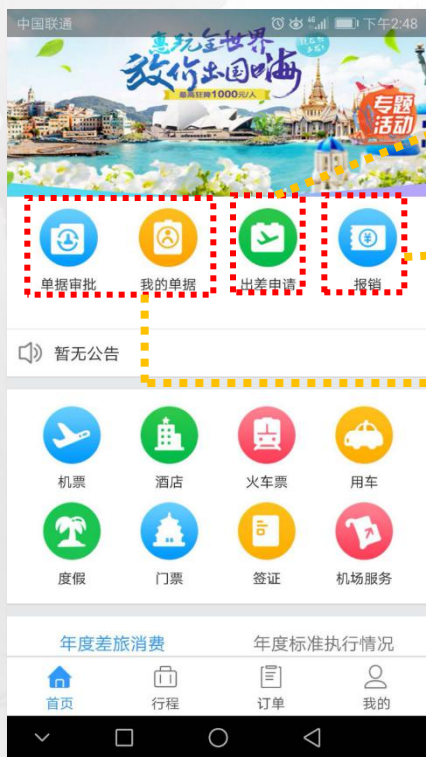 中国联通 4G 下午2:48
惠玩全世界
放价出国嗨
最高狂降1000元/人
专题
活动
单据审批 我的单据 出差申请 报销
暂无公告
机票 酒店 火车票 用车
度假 门票 签证 机场服务
年度差旅消费 年度标准执行情况
首页 行程 订单 我的